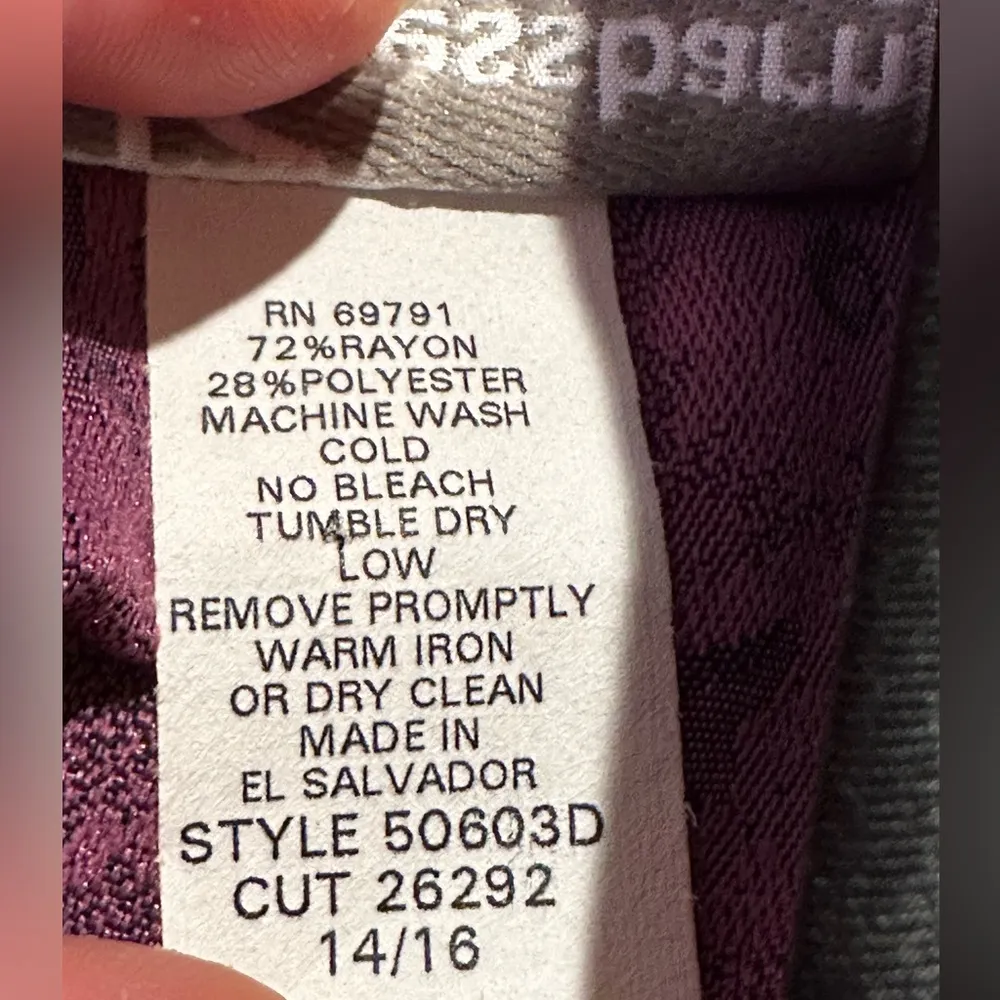 RN 69791
72%RAYON
28%POLYESTER
MACHINE WASH
COLD
NO BLEACH
TUMBLE DRY
LOW
REMOVE PROMPTLY
WARM IRON
OR DRY CLEAN
MADE IN
EL SALVADOR
STYLE 50603D
CUT 26292
14/16